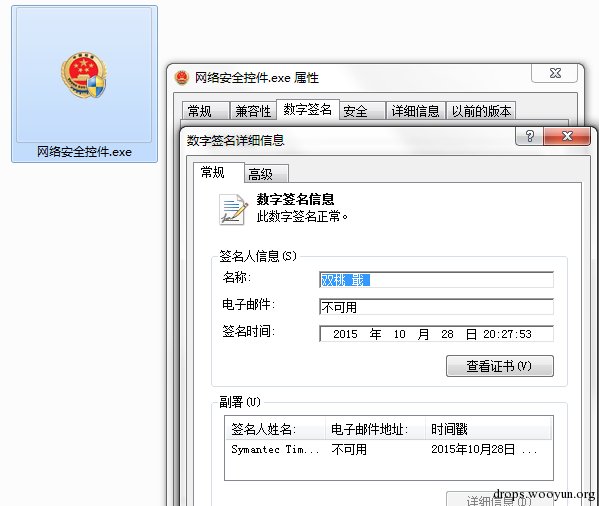 网络安全控件.exe
网络安全控件.exe 属性
常规 兼容性 数字签名 安全 详细信息 以前的版本
数字签名详细信息
常规 高级
数字签名信息
此数字签名正常。
签名人信息(S)
名称:
双桃
电子邮件: 不可用
签名时间: 2015 年 10 月 28 日 20:27:53
查看证书(V)
副署(U)
签名人姓名: 电子邮件地址: 时间戳
Symantec Tim... 不可用 2015年10月28日 ...
详细信息(D)
drops.wooyun.org